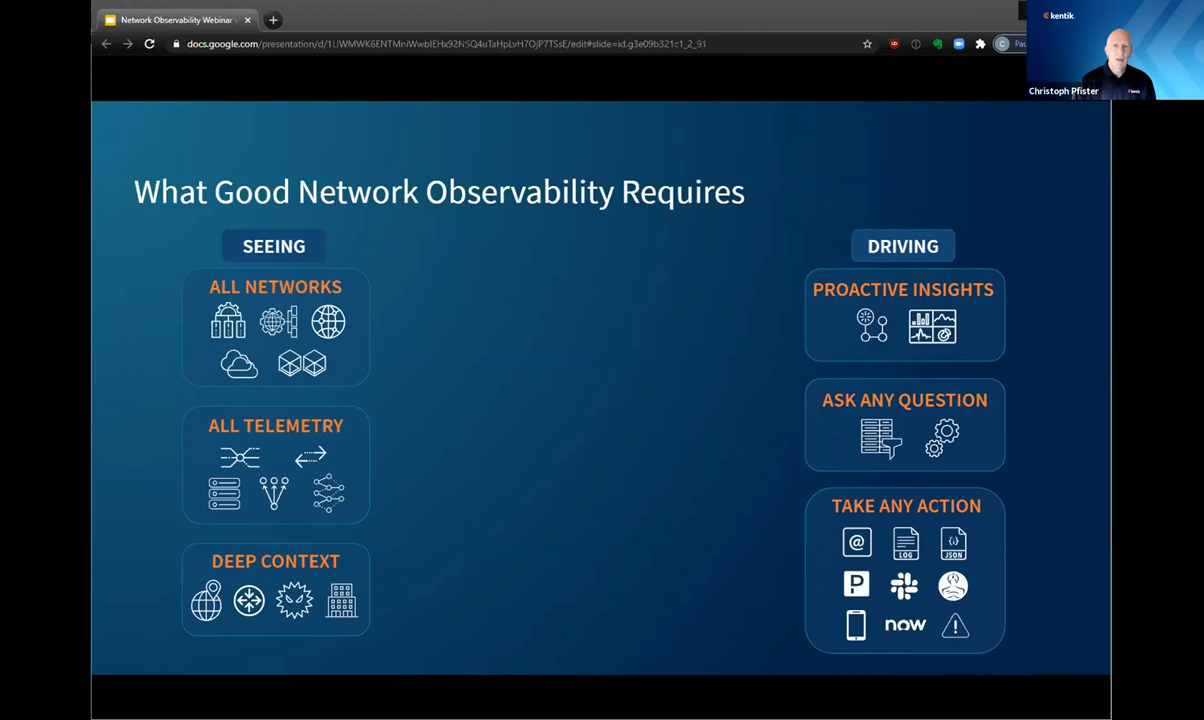 Network Observability Webinar
docs.google.com/presentation/d/1LIWMWK6ENTMniWwbIEHx92NSQ4uTaHpLvH7OjP7TSsE/edit#slide=id.g3e09b321c1_2_91
Pau
kentik
Christoph Pfister
What Good Network Observability Requires
SEEING
ALL NETWORKS
ALL TELEMETRY
DEEP CONTEXT
DRIVING
PROACTIVE INSIGHTS
ASK ANY QUESTION
TAKE ANY ACTION
@
LOG
{i}
JSON
P
now
!